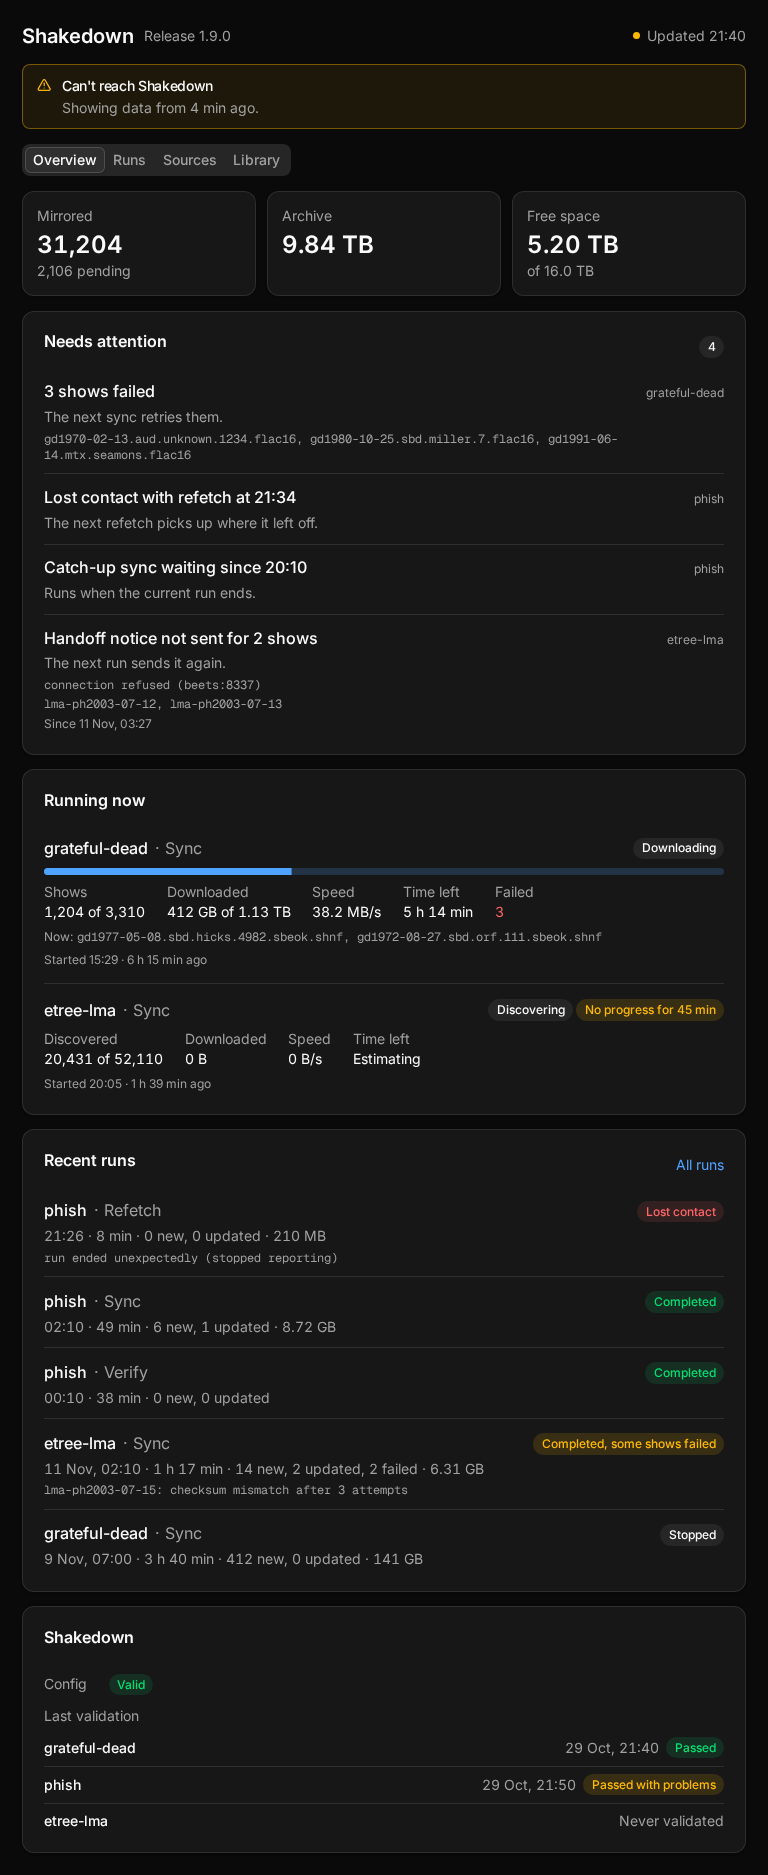 Shakedown Release 1.9.0
Updated 21:40
Can't reach Shakedown
Showing data from 4 min ago.
Overview Runs Sources Library
Mirrored
31,204
2,106 pending
Archive
9.84 TB
Free space
5.20 TB
of 16.0 TB
Needs attention
4
3 shows failed
grateful-dead
The next sync retries them.
gd1970-02-13.aud.unknown.1234.flac16, gd1980-10-25.sbd.miller.7.flac16, gd1991-06-
14.mtx.seamons.flac16
Lost contact with refetch at 21:34
phish
The next refetch picks up where it left off.
Catch-up sync waiting since 20:10
phish
Runs when the current run ends.
Handoff notice not sent for 2 shows
etree-lma
The next run sends it again.
connection refused (beets:8337)
lma-ph2003-07-12, lma-ph2003-07-13
Since 11 Nov, 03:27
Running now
grateful-dead · Sync
Downloading
Shows Downloaded Speed Time left Failed
1,204 of 3,310 412 GB of 1.13 TB 38.2 MB/s 5 h 14 min 3
Now: gd1977-05-08.sbd.hicks.4982.sbeok.shnf, gd1972-08-27.sbd.orf.111.sbeok.shnf
Started 15:29 · 6 h 15 min ago
etree-lma · Sync
Discovering No progress for 45 min
Discovered Downloaded Speed Time left
20,431 of 52,110 0 B 0 B/s Estimating
Started 20:05 · 1 h 39 min ago
Recent runs
All runs
phish · Refetch
Lost contact
21:26 · 8 min · 0 new, 0 updated · 210 MB
run ended unexpectedly (stopped reporting)
phish · Sync
Completed
02:10 · 49 min · 6 new, 1 updated · 8.72 GB
phish · Verify
Completed
00:10 · 38 min · 0 new, 0 updated
etree-lma · Sync
Completed, some shows failed
11 Nov, 02:10 · 1 h 17 min · 14 new, 2 updated, 2 failed · 6.31 GB
lma-ph2003-07-15: checksum mismatch after 3 attempts
grateful-dead · Sync
Stopped
9 Nov, 07:00 · 3 h 40 min · 412 new, 0 updated · 141 GB
Shakedown
Config Valid
Last validation
grateful-dead 29 Oct, 21:40 Passed
phish 29 Oct, 21:50 Passed with problems
etree-lma Never validated